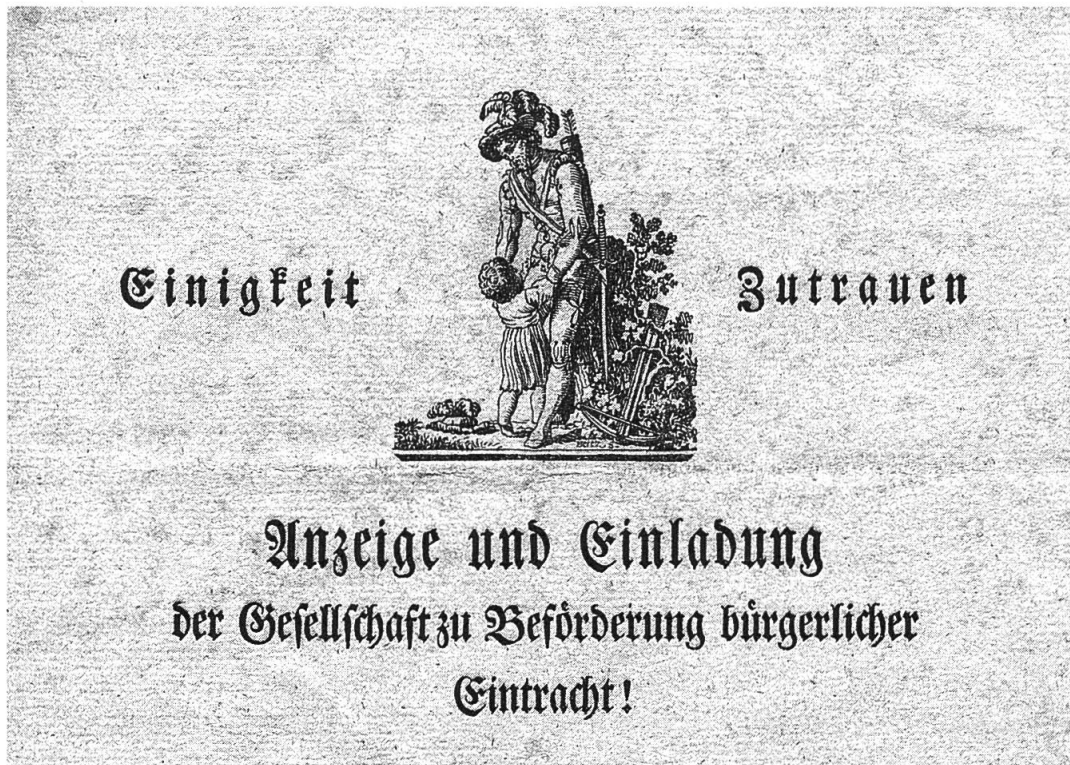 Einigkeit Zutrauen
Anzeige und Einladung
der Gesellschaft zu Beförderung bürgerlicher
Eintracht!